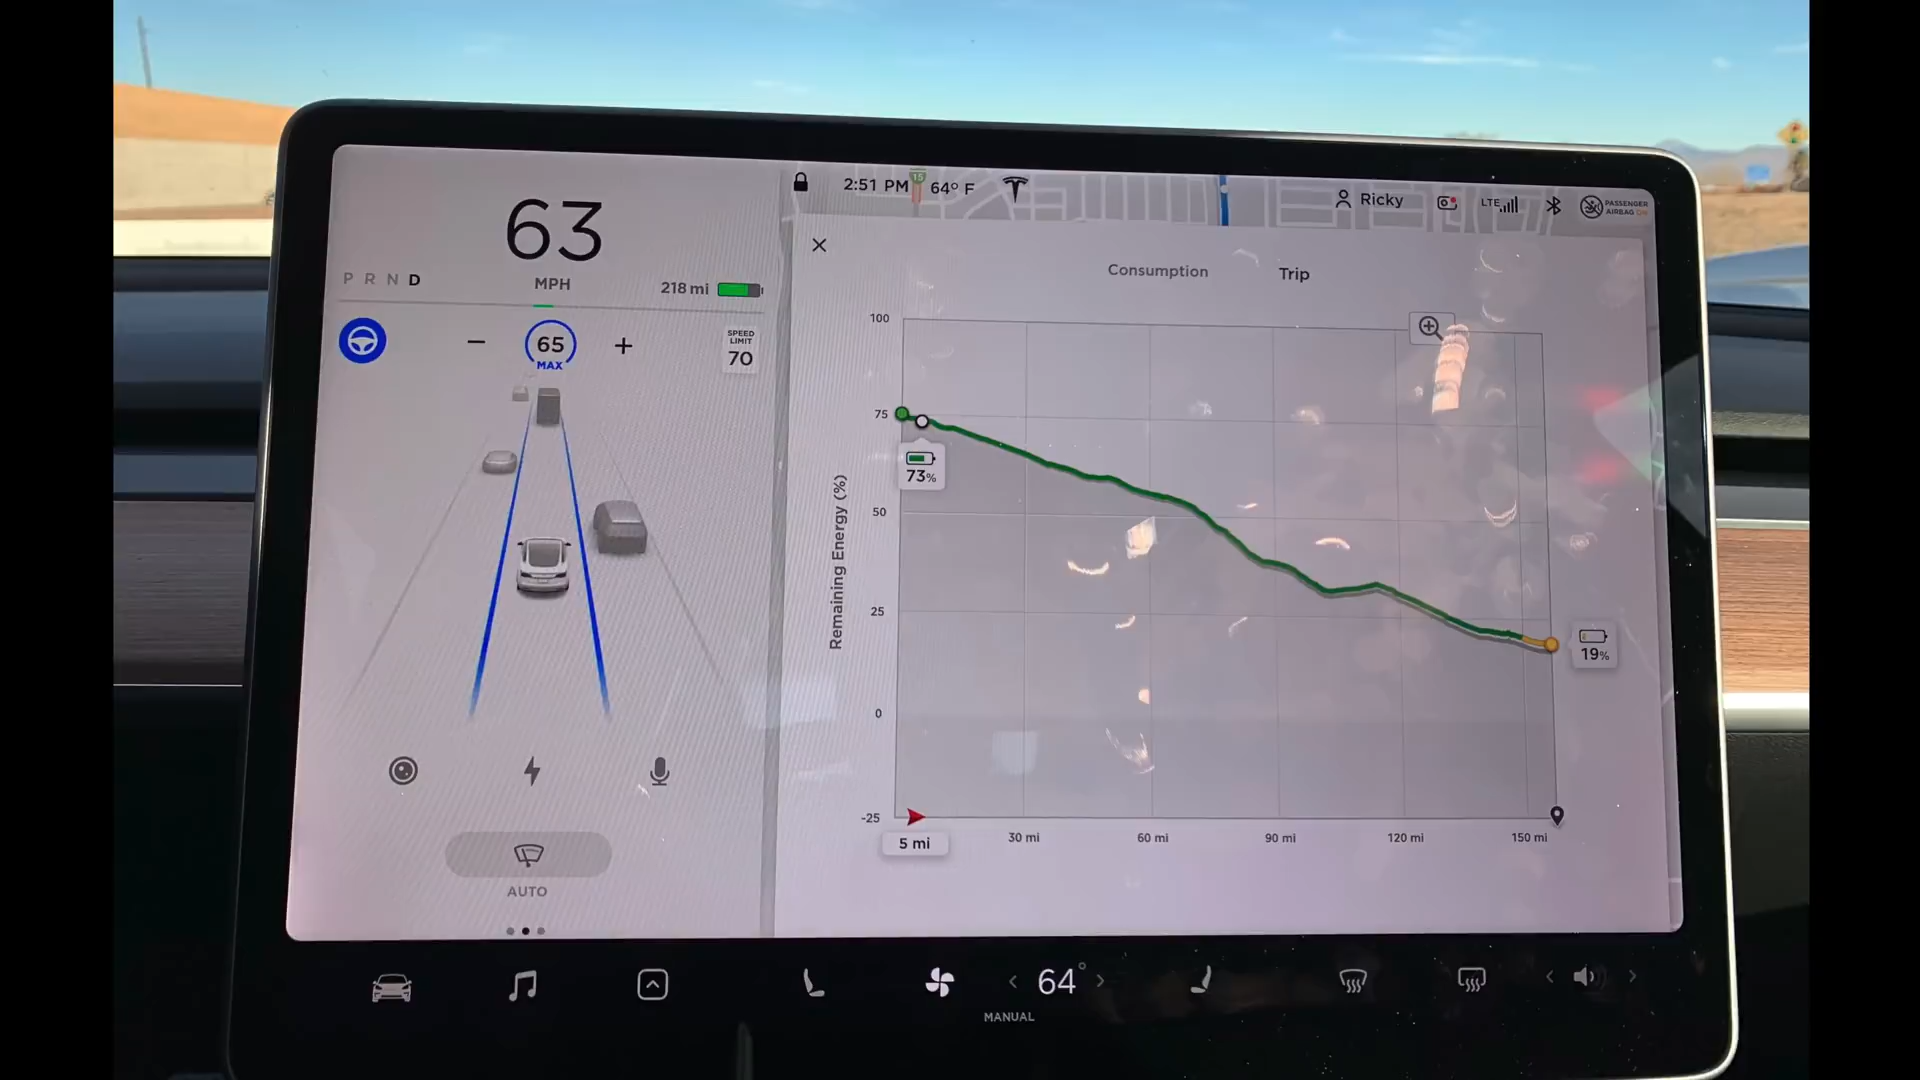 2:51 PM
15
64° F
Ricky
LTE
PASSENGER
AIRBAG ON
63
MPH
P R N D
218 mi
65
MAX
SPEED
LIMIT
70
Consumption
Trip
100
75
50
25
0
-25
Remaining Energy (%)
73%
19%
5 mi
30 mi
60 mi
90 mi
120 mi
150 mi
AUTO
64°
MANUAL